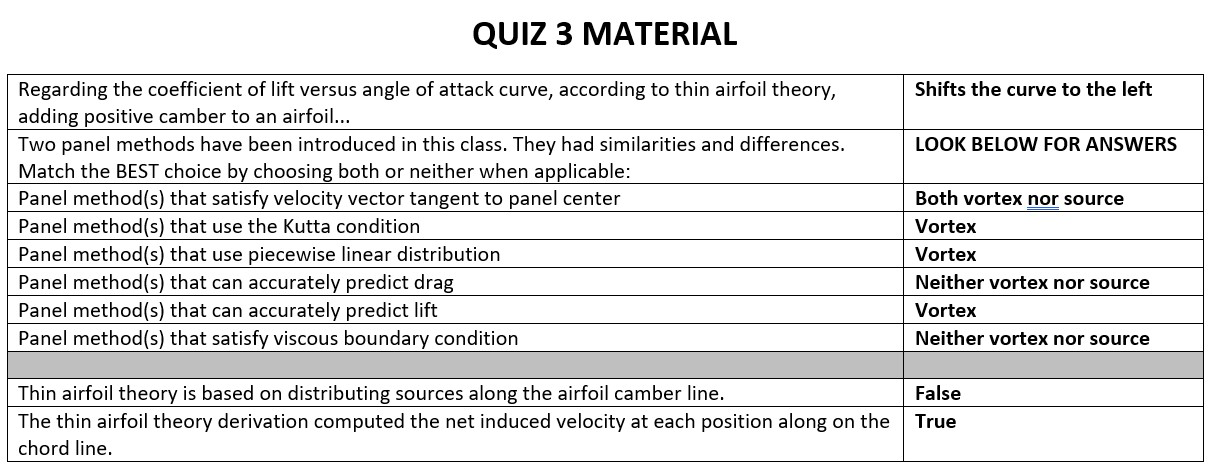 QUIZ 3 MATERIAL
Regarding the coefficient of lift versus angle of attack curve, according to thin airfoil theory,
adding positive camber to an airfoil...
Shifts the curve to the left
Two panel methods have been introduced in this class. They had similarities and differences.
Match the BEST choice by choosing both or neither when applicable:
LOOK BELOW FOR ANSWERS
Panel method(s) that satisfy velocity vector tangent to panel center
Both vortex nor source
Panel method(s) that use the Kutta condition
Vortex
Panel method(s) that use piecewise linear distribution
Vortex
Panel method(s) that can accurately predict drag
Neither vortex nor source
Panel method(s) that can accurately predict lift
Vortex
Panel method(s) that satisfy viscous boundary condition
Neither vortex nor source
Thin airfoil theory is based on distributing sources along the airfoil camber line.
False
The thin airfoil theory derivation computed the net induced velocity at each position along on the
chord line.
True